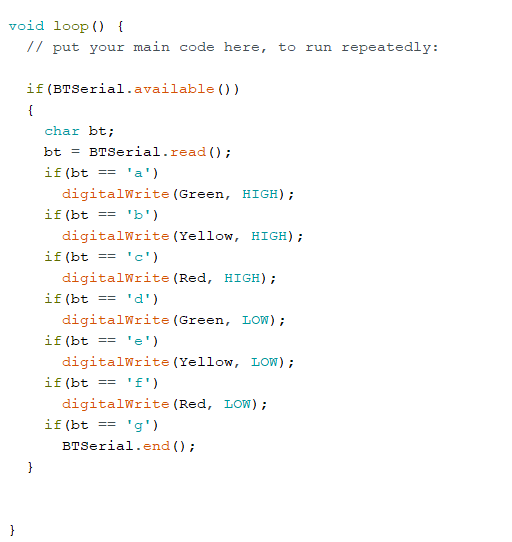 void loop() {
  // put your main code here, to run repeatedly:

  if(BTSerial.available())
  {
    char bt;
    bt = BTSerial.read();
    if(bt == 'a')
      digitalWrite(Green, HIGH);
    if(bt == 'b')
      digitalWrite(Yellow, HIGH);
    if(bt == 'c')
      digitalWrite(Red, HIGH);
    if(bt == 'd')
      digitalWrite(Green, LOW);
    if(bt == 'e')
      digitalWrite(Yellow, LOW);
    if(bt == 'f')
      digitalWrite(Red, LOW);
    if(bt == 'g')
      BTSerial.end();
  }


}